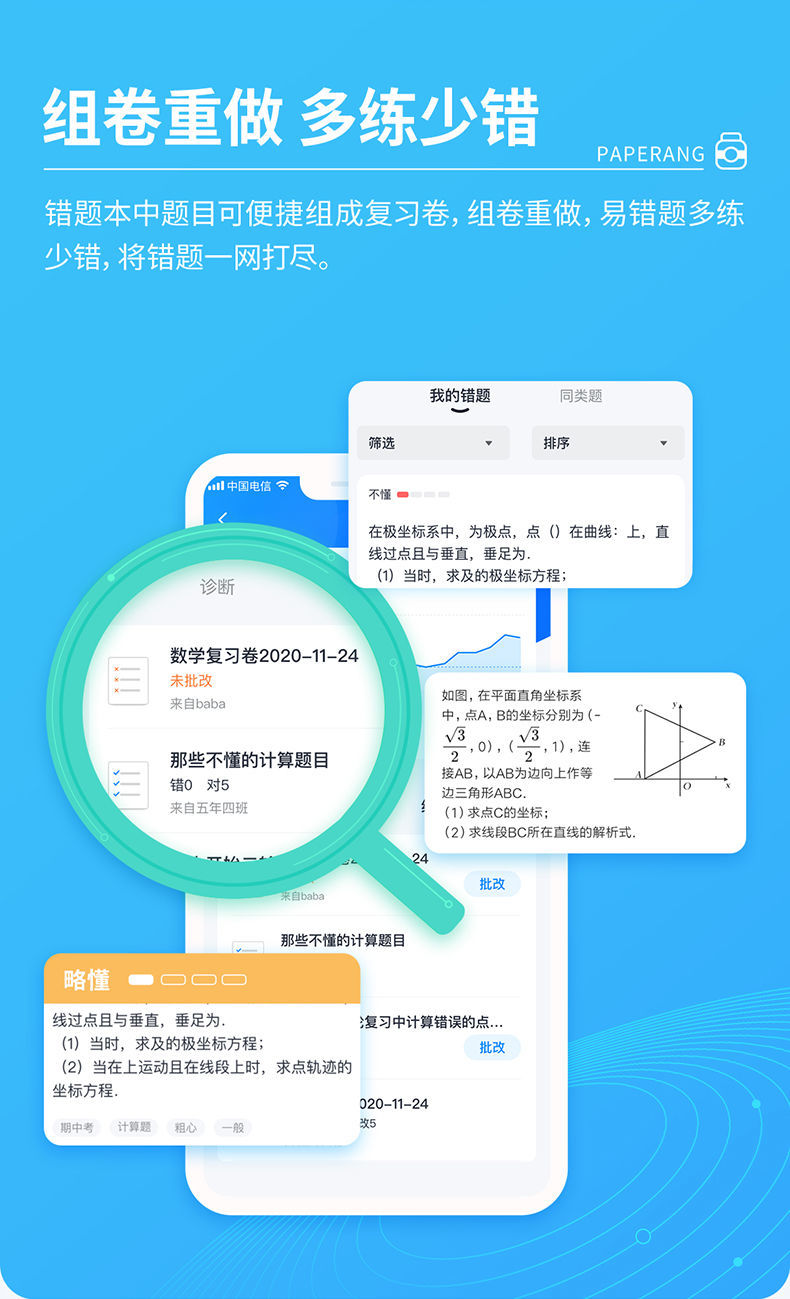 组卷重做 多练少错
PAPERANG
错题本中题目可便捷组成复习卷，组卷重做，易错题多练
少错，将错题一网打尽。
我的错题 同类题
筛选 排序
不懂
在极坐标系中，为极点，点（）在曲线：上，直
线过点且与垂直，垂足为.
（1）当时，求及的极坐标方程；
中国电信
诊断
数学复习卷2020-11-24
未批改
来自baba
那些不懂的计算题目
错0 对5
来自五年四班
如图，在平面直角坐标系
中，点A，B的坐标分别为（-
√3/2，0），（√3/2，1），连
接AB，以AB为边向上作等
边三角形ABC.
（1）求点C的坐标；
（2）求线段BC所在直线的解析式.
C
y
B
A
O
x
24
批改
来自baba
那些不懂的计算题目
复习中计算错误的点...
批改
020-11-24
改5
略懂
线过点且与垂直，垂足为.
（1）当时，求及的极坐标方程；
（2）当在上运动且在线段上时，求点轨迹的
坐标方程.
期中考 计算题 粗心 一般